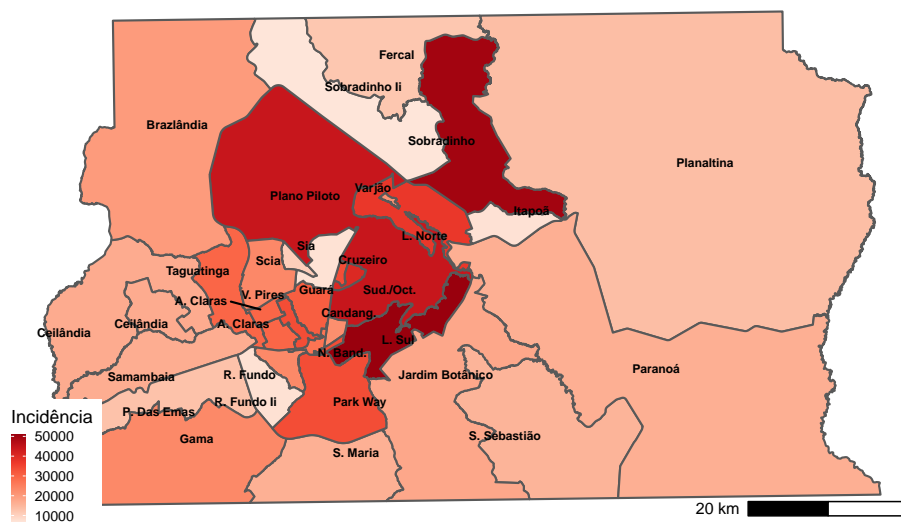 Fercal
Sobradinho Ii
Brazlândia
Sobradinho
Planaltina
Varjão
Plano Piloto
Itapoã
L. Norte
Sia
Cruzeiro
Scia
Taguatinga
Guará
Sud./Oct.
V. Pires
A. Claras
Candang.
Ceilândia
Ceilândia
A. Claras
L. Sul
N. Band.
Paranoá
R. Fundo
Jardim Botânico
Samambaia
R. Fundo Ii
Park Way
P. Das Emas
Gama
S. Sebastião
S. Maria
Incidência
50000
40000
30000
20000
10000
20 km